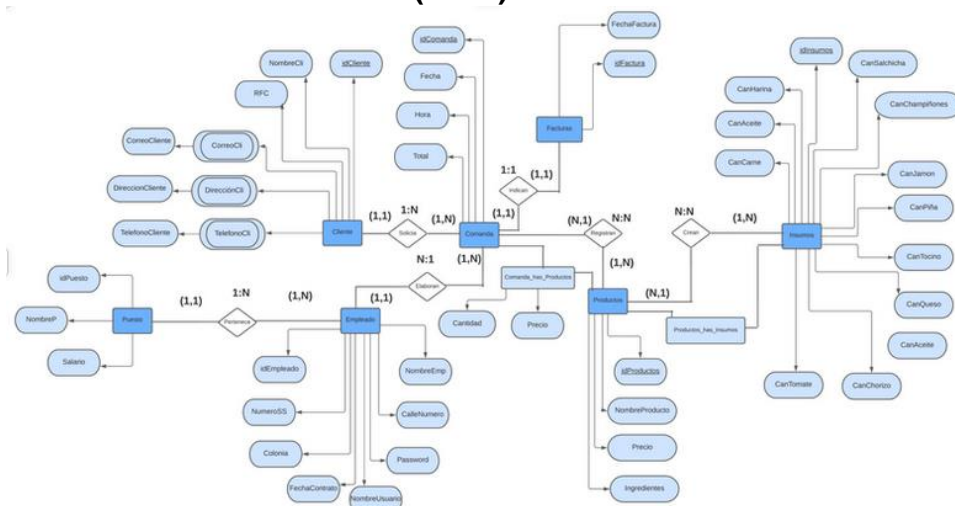 FechaFactura
idComanda
idInsumos
CanSalchicha
NombreCli
idCliente
idFactura
Fecha
CanHarina
RFC
CanChampiñones
Hora
CanAceite
Facturas
CorreoCliente
CorreoCli
Total
CanCarne
CanJamon
1:1
(1,1)
DireccionCliente
DirecciónCli
Indican
CanPiña
1:N
(1,1)
(N,1)
N:N
N:N
(1,N)
(1,1)
(1,N)
TelefonoCliente
TelefonoCli
Cliente
Solicia
Comanda
Registran
Crean
Insumos
(1,N)
(1,N)
CanTocino
N:1
idPuesto
Comanda_has_Productos
Elaboran
1:N
(1,1)
(1,N)
(1,1)
Productos
(N,1)
CanQueso
NombreP
Puesto
Perteneca
Empleado
Cantidad
Precio
Productos_has_Insumos
CanAceite
Salario
idEmpleado
NombreEmp
idProductos
CanTomate
CanChorizo
NumeroSS
CalleNumero
NombreProducto
Colonia
Password
Precio
FechaContrato
NombreUsuario
Ingredientes